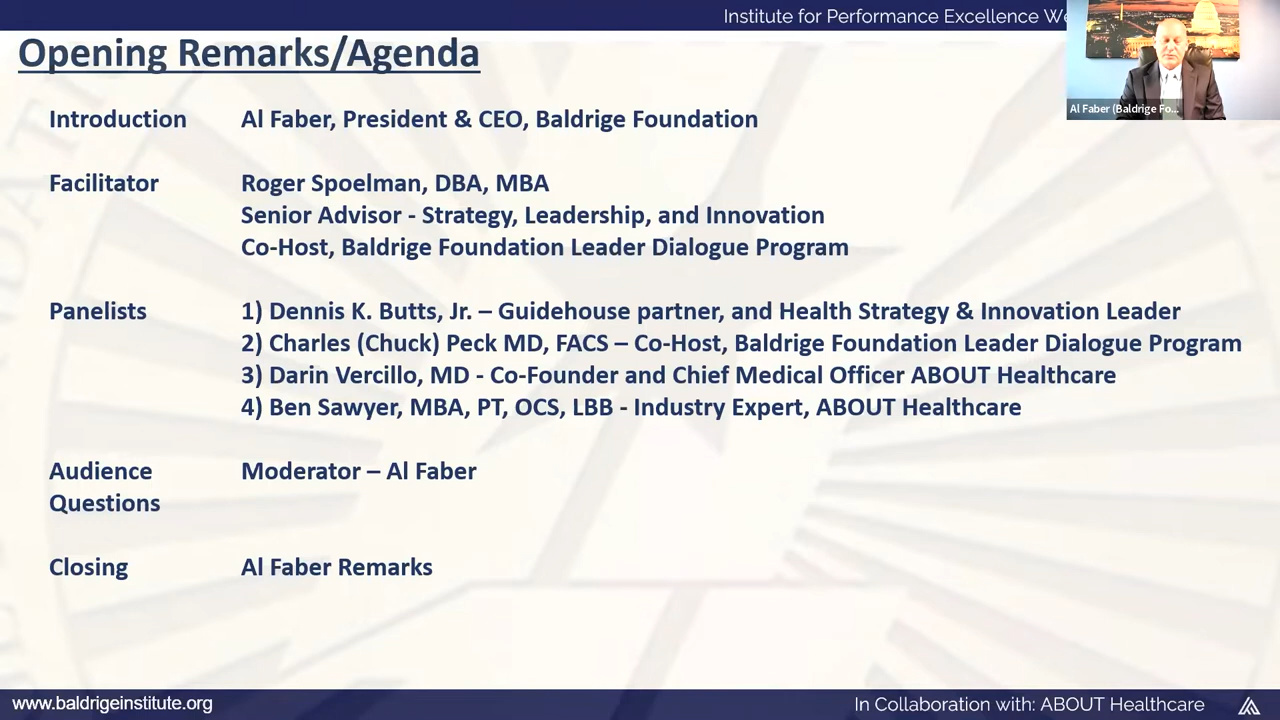 Institute for Performance Excellence We
Opening Remarks/Agenda
Al Faber (Baldrige Fo...
Introduction Al Faber, President & CEO, Baldrige Foundation
Facilitator Roger Spoelman, DBA, MBA
Senior Advisor - Strategy, Leadership, and Innovation
Co-Host, Baldrige Foundation Leader Dialogue Program
Panelists 1) Dennis K. Butts, Jr. – Guidehouse partner, and Health Strategy & Innovation Leader
2) Charles (Chuck) Peck MD, FACS – Co-Host, Baldrige Foundation Leader Dialogue Program
3) Darin Vercillo, MD - Co-Founder and Chief Medical Officer ABOUT Healthcare
4) Ben Sawyer, MBA, PT, OCS, LBB - Industry Expert, ABOUT Healthcare
Audience Moderator – Al Faber
Questions
Closing Al Faber Remarks
www.baldrigeinstitute.org
In Collaboration with: ABOUT Healthcare